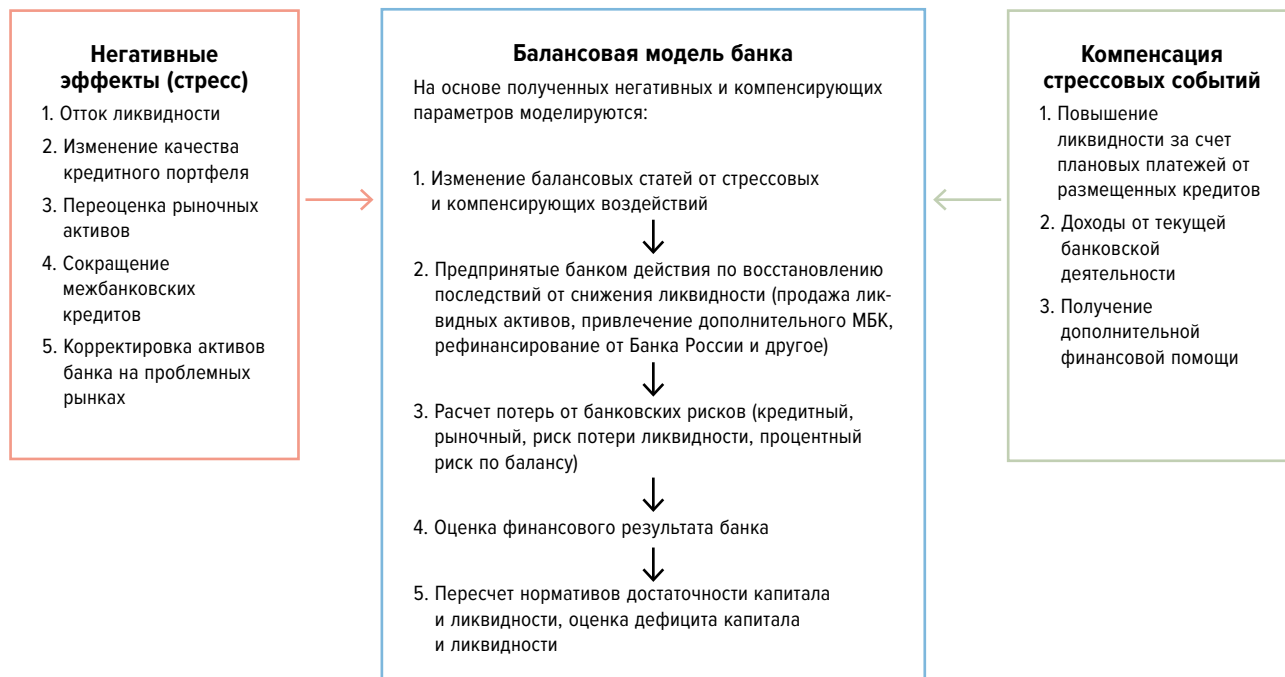 Негативные
эффекты (стресс)
1. Отток ликвидности
2. Изменение качества
кредитного портфеля
3. Переоценка рыночных
активов
4. Сокращение
межбанковских
кредитов
5. Корректировка активов
банка на проблемных
рынках
Балансовая модель банка
На основе полученных негативных и компенсирующих
параметров моделируются:
1. Изменение балансовых статей от стрессовых
и компенсирующих воздействий
2. Предпринятые банком действия по восстановлению
последствий от снижения ликвидности (продажа лик-
видных активов, привлечение дополнительного МБК,
рефинансирование от Банка России и другое)
3. Расчет потерь от банковских рисков (кредитный,
рыночный, риск потери ликвидности, процентный
риск по балансу)
4. Оценка финансового результата банка
5. Пересчет нормативов достаточности капитала
и ликвидности, оценка дефицита капитала
и ликвидности
Компенсация
стрессовых событий
1. Повышение
ликвидности за счет
плановых платежей от
размещенных кредитов
2. Доходы от текущей
банковской
деятельности
3. Получение
дополнительной
финансовой помощи